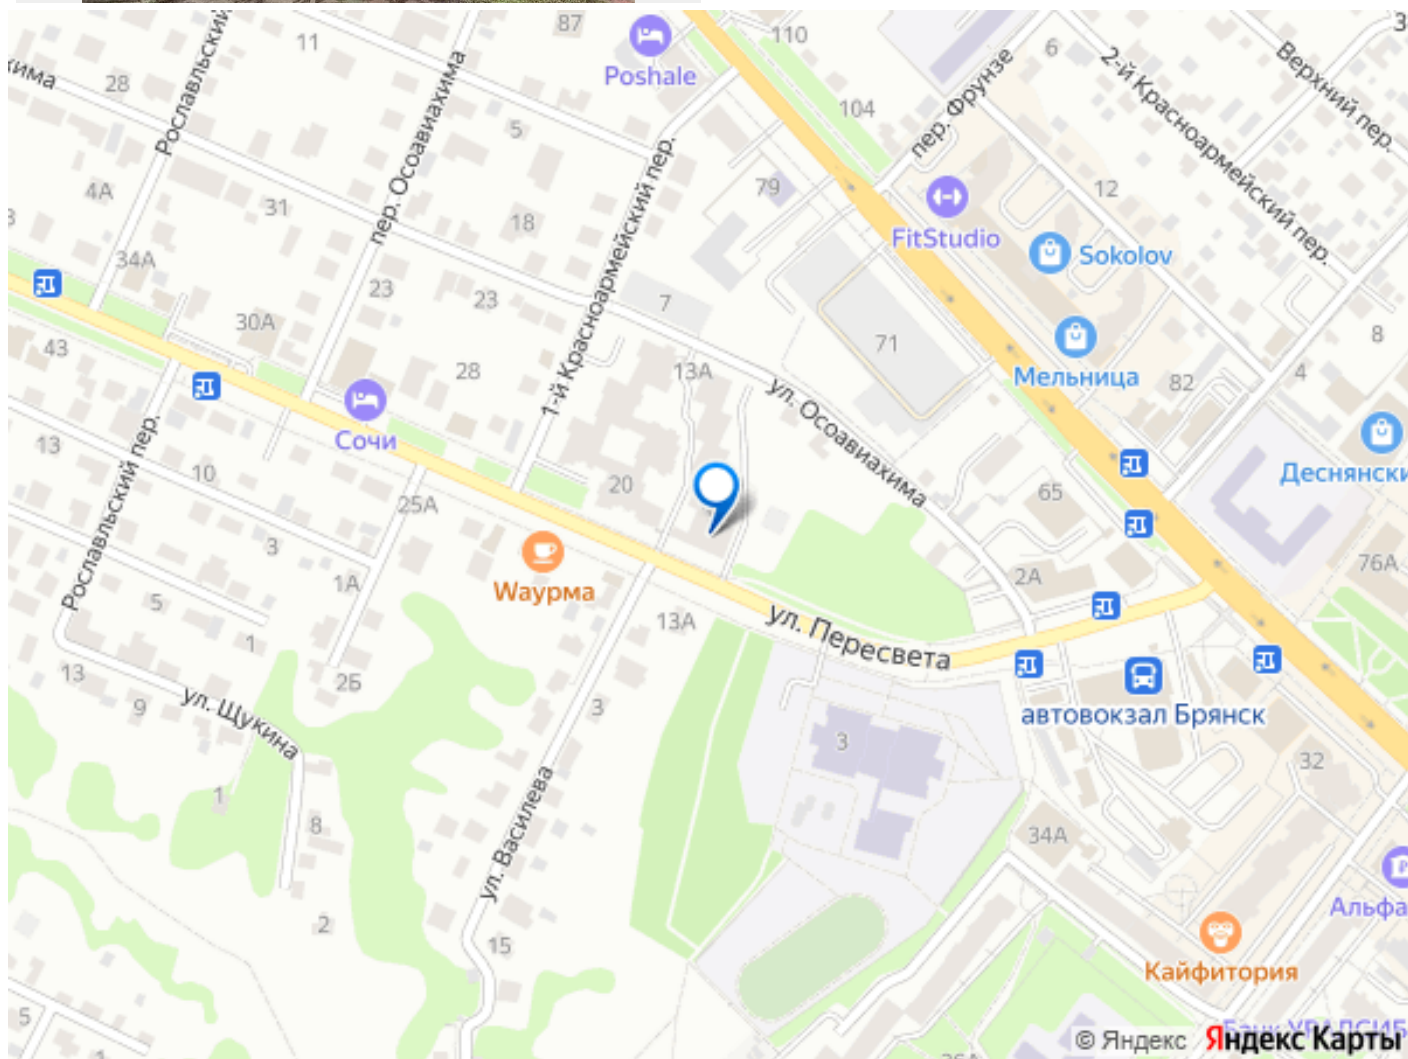 87
110
11
Poshale
6
Рославльский
28
пер. Осоавиахима
5
104
пер. Фрунзе
2-й Красноармейский пер.
Верхний пер.
4А
31
18
1-й Красноармейский пер.
79
FitStudio
12
Sokolov
34А
23
23
7
30А
43
28
13А
71
Мельница
82
8
4
Сочи
ул. Осоавиахима
Деснянски
13
10
25А
20
65
Рославльский пер.
3
1А
Wаурма
2А
76А
5
1
13А
ул. Пересвета
13
9
ул. Щукина
2Б
3
3
автовокзал Брянск
32
1
8
ул. Василева
34А
Альфа
2
15
Кайфитория
5
© Яндекс
Яндекс Карты